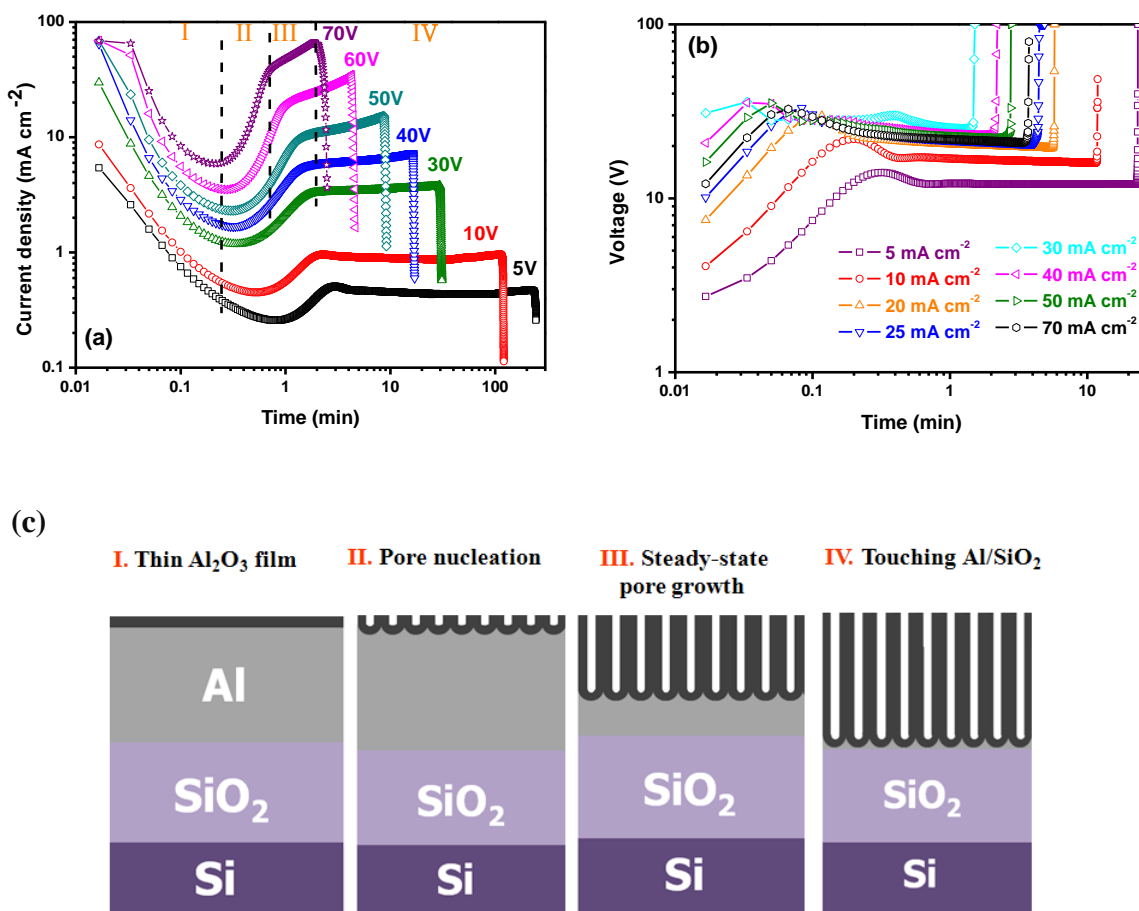 I II III IV
70V
60V
50V
40V
30V
10V
5V
100
10
1
0.1
Current density (mA cm⁻²)
(a)
0.01 0.1 1 10 100
Time (min)
(b)
100
10
1
Voltage (V)
5 mA cm⁻² 30 mA cm⁻²
10 mA cm⁻² 40 mA cm⁻²
20 mA cm⁻² 50 mA cm⁻²
25 mA cm⁻² 70 mA cm⁻²
0.01 0.1 1 10
Time (min)
(c)
I. Thin Al₂O₃ film
Al
SiO₂
Si
II. Pore nucleation
SiO₂
Si
III. Steady-state
pore growth
SiO₂
Si
IV. Touching Al/SiO₂
SiO₂
Si